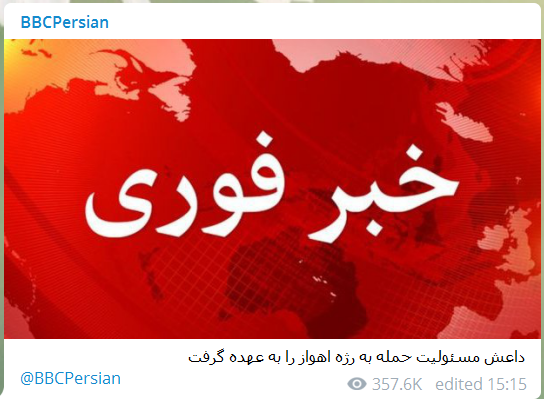 BBCPersian
خبر فوری
داعش مسئولیت حمله به رژه اهواز را به عهده گرفت
@BBCPersian
357.6K edited 15:15